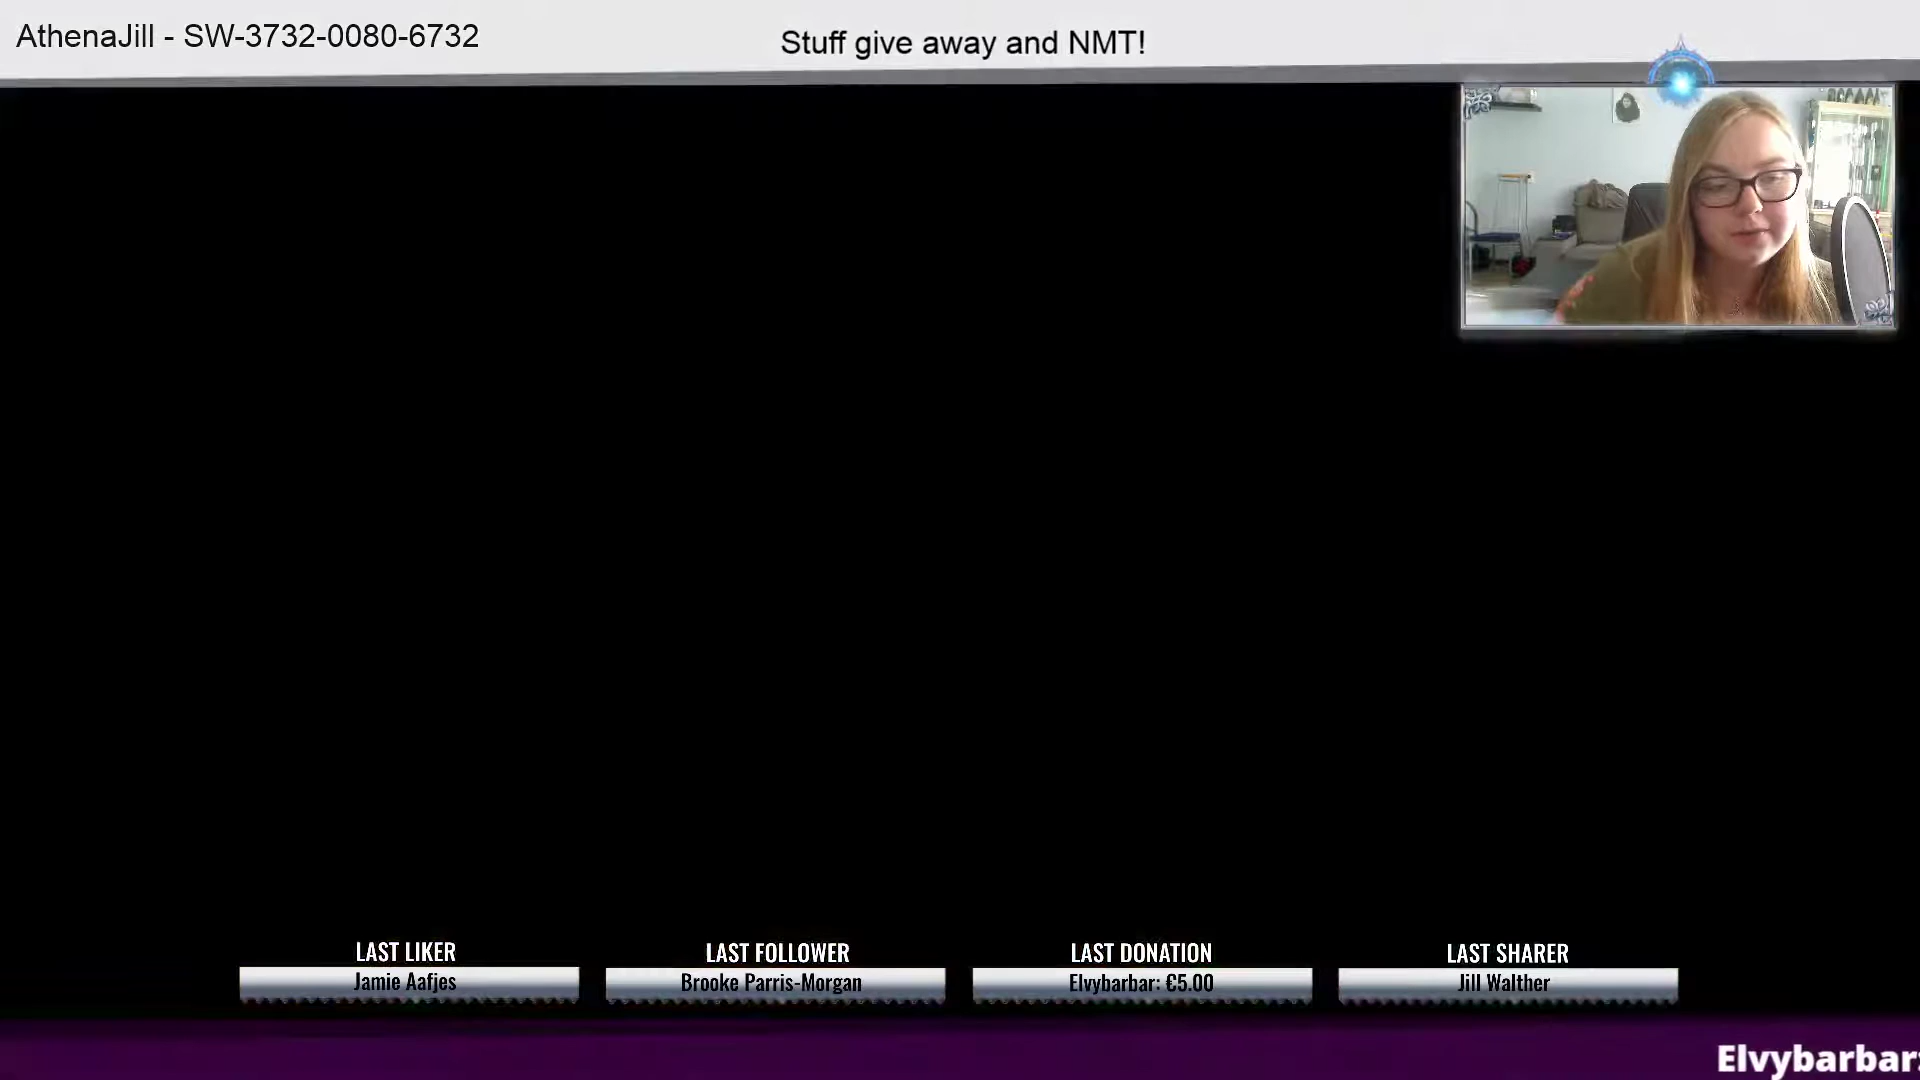 AthenaJill - SW-3732-0080-6732
Stuff give away and NMT!
LAST LIKER
Jamie Aafjes
LAST FOLLOWER
Brooke Parris-Morgan
LAST DONATION
Elvybarbar: €5.00
LAST SHARER
Jill Walther
Elvybarbar: